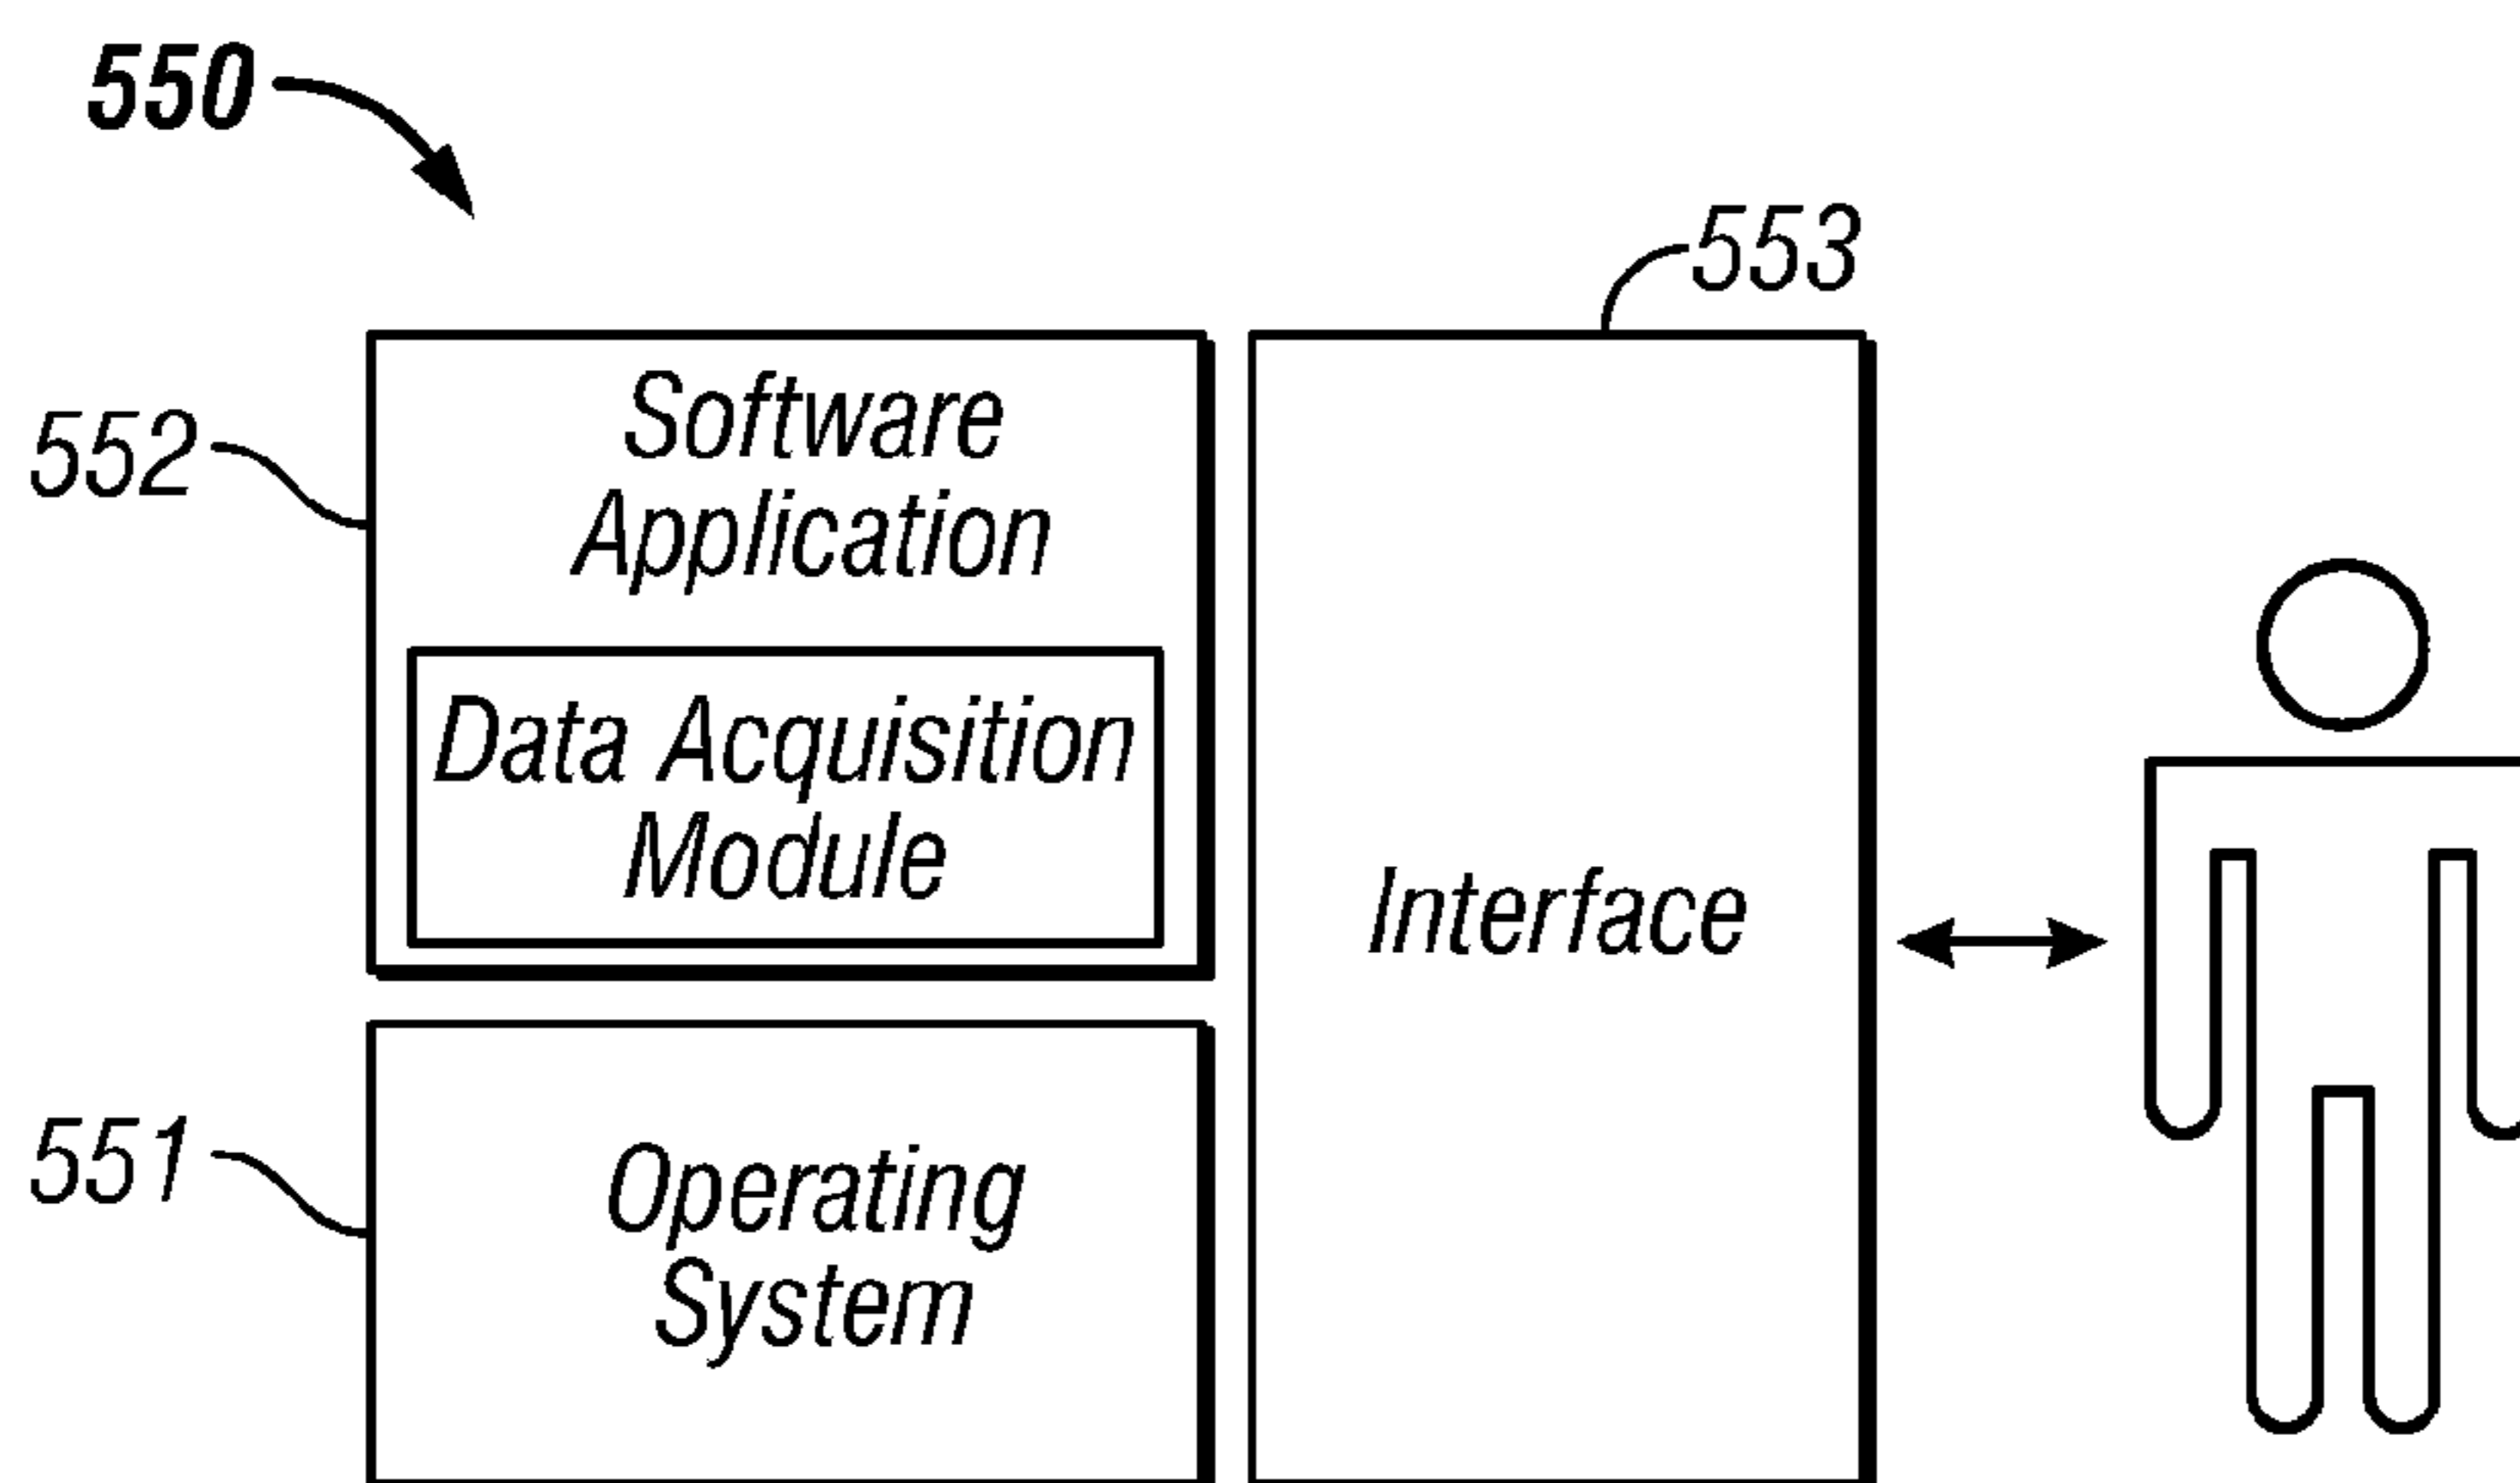 550
553
552
Software
Application
Data Acquisition
Module
Interface
551
Operating
System